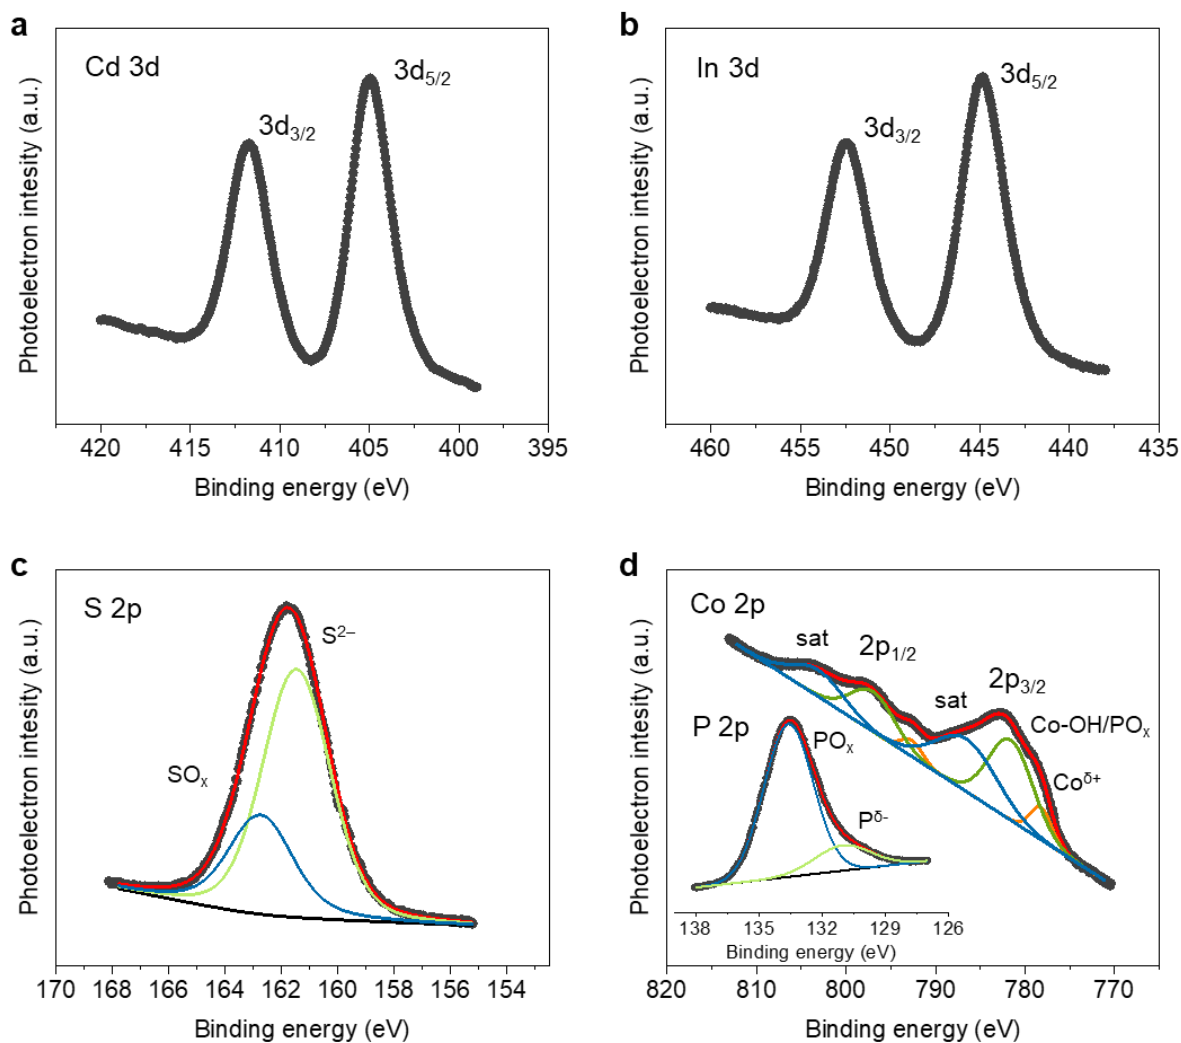 a
Cd 3d
3d5/2
3d3/2
Photoelectron intesity (a.u.)
420 415 410 405 400 395
Binding energy (eV)
b
In 3d
3d5/2
3d3/2
Photoelectron intesity (a.u.)
460 455 450 445 440 435
Binding energy (eV)
c
S 2p
S2–
SOx
Photoelectron intesity (a.u.)
170 168 166 164 162 160 158 156 154
Binding energy (eV)
d
Co 2p
sat
2p1/2
sat
2p3/2
Co-OH/POx
Coδ+
P 2p
POx
Pδ-
138 135 132 129 126
Binding energy (eV)
Photoelectron intesity (a.u.)
820 810 800 790 780 770
Binding energy (eV)